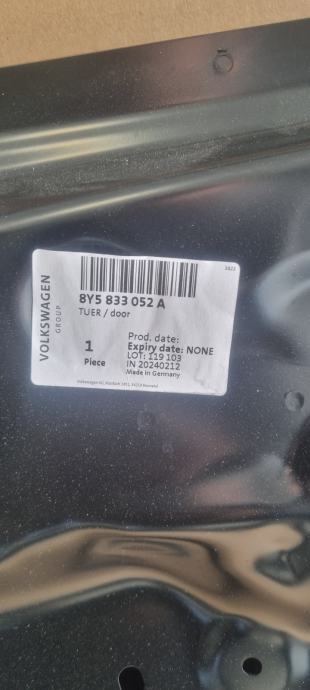 2022
VOLKSWAGEN
GROUP
8Y5 833 052 A
TUER / door
1
Piece
Prod. date:
Expiry date: NONE
LOT: 119 103
IN 20240212
Made in Germany